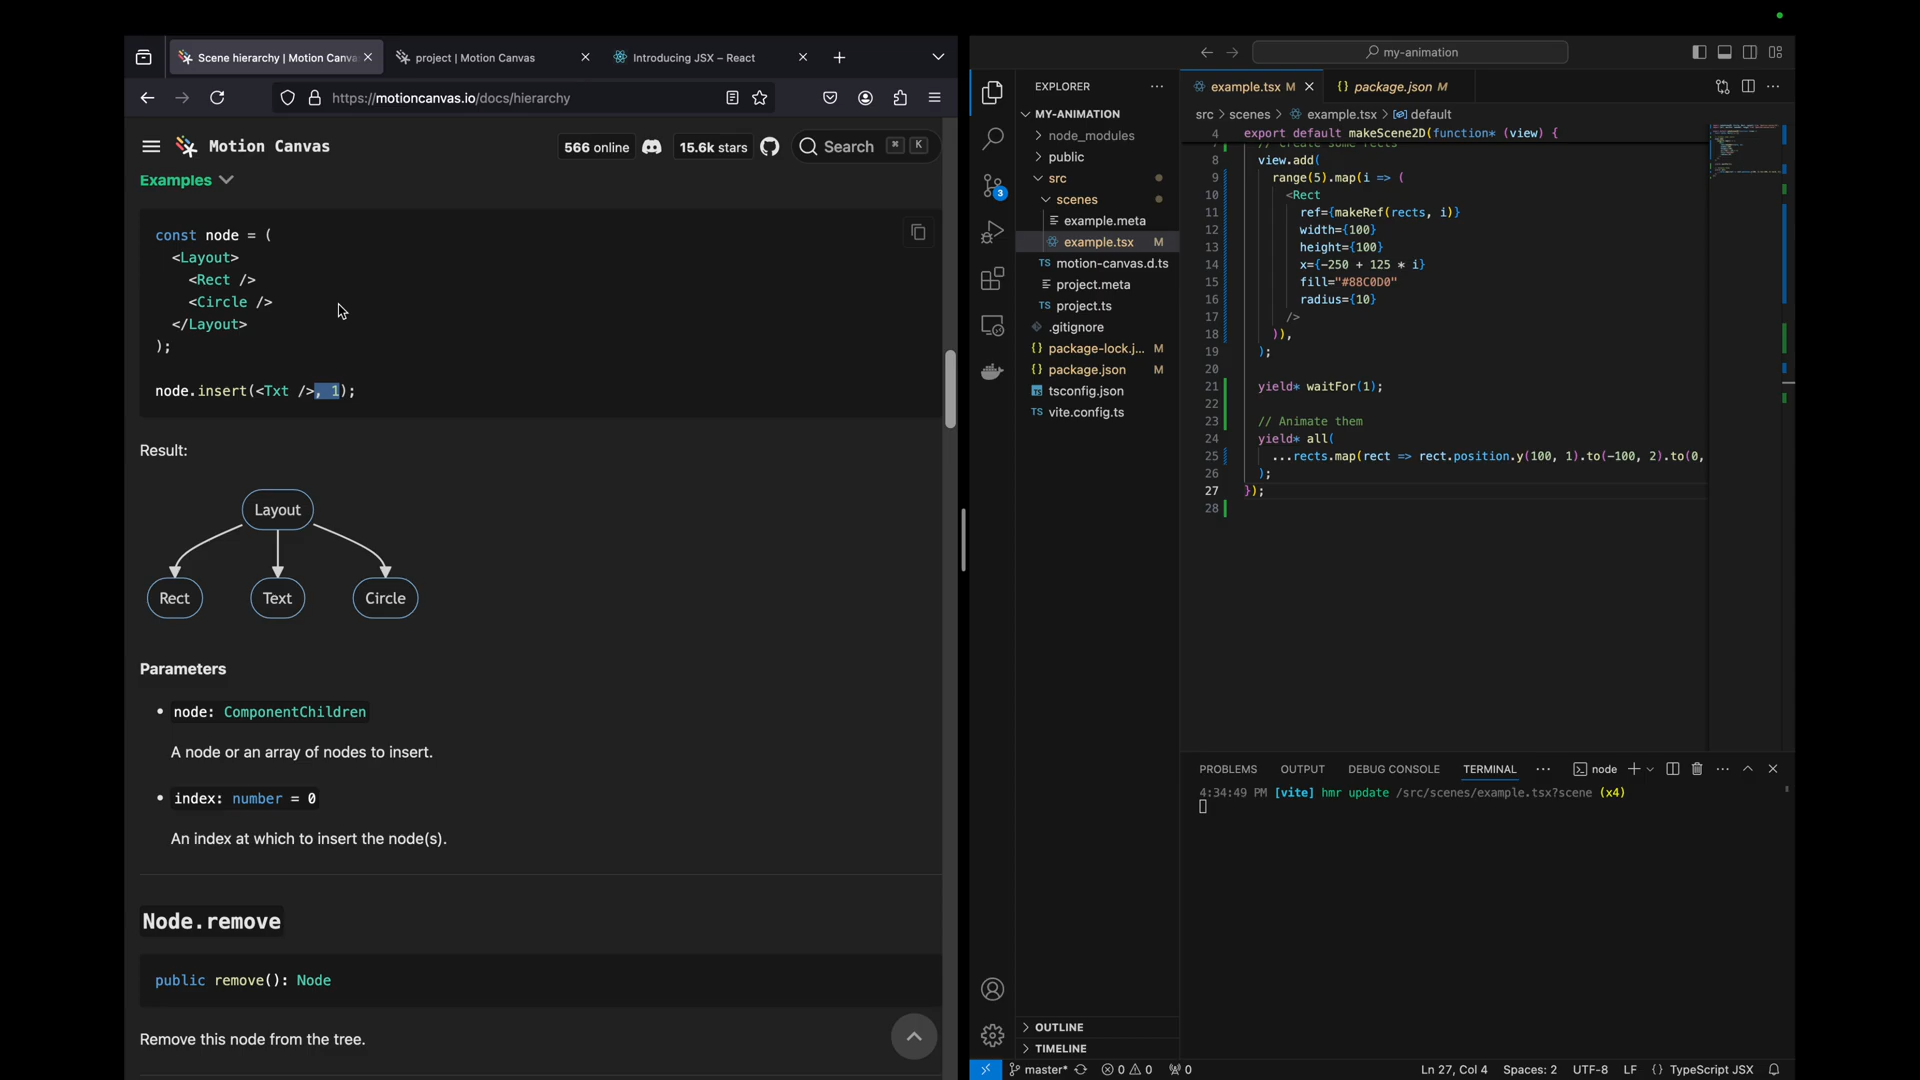 Scene hierarchy | Motion Canva
project | Motion Canvas
Introducing JSX – React
https://motioncanvas.io/docs/hierarchy
Motion Canvas
566 online
15.6k stars
Search
K
Examples
const node = (
<Layout>
<Rect />
<Circle />
</Layout>
);
node.insert(<Txt />, 1);
Result:
Layout
Rect
Text
Circle
Parameters
• node: ComponentChildren
A node or an array of nodes to insert.
• index: number = 0
An index at which to insert the node(s).
Node.remove
public remove(): Node
Remove this node from the tree.
my-animation
EXPLORER
MY-ANIMATION
node_modules
public
src
scenes
example.meta
example.tsx M
TS motion-canvas.d.ts
project.meta
TS project.ts
.gitignore
{} package-lock.j... M
{} package.json M
tsconfig.json
TS vite.config.ts
3
OUTLINE
TIMELINE
example.tsx M
{} package.json M
src > scenes > example.tsx > default
4 export default makeScene2D(function* (view) {
7 // Create some rects
8 view.add(
9 range(5).map(i => (
10 <Rect
11 ref={makeRef(rects, i)}
12 width={100}
13 height={100}
14 x={-250 + 125 * i}
15 fill="#88C0D0"
16 radius={10}
17 />
18 )),
19 );
20
21 yield* waitFor(1);
22
23 // Animate them
24 yield* all(
25 ...rects.map(rect => rect.position.y(100, 1).to(-100, 2).to(0,
26 );
27 });
28
PROBLEMS OUTPUT DEBUG CONSOLE TERMINAL ... node
4:34:49 PM [vite] hmr update /src/scenes/example.tsx?scene (x4)
master* 0 0 0
Ln 27, Col 4 Spaces: 2 UTF-8 LF {} TypeScript JSX